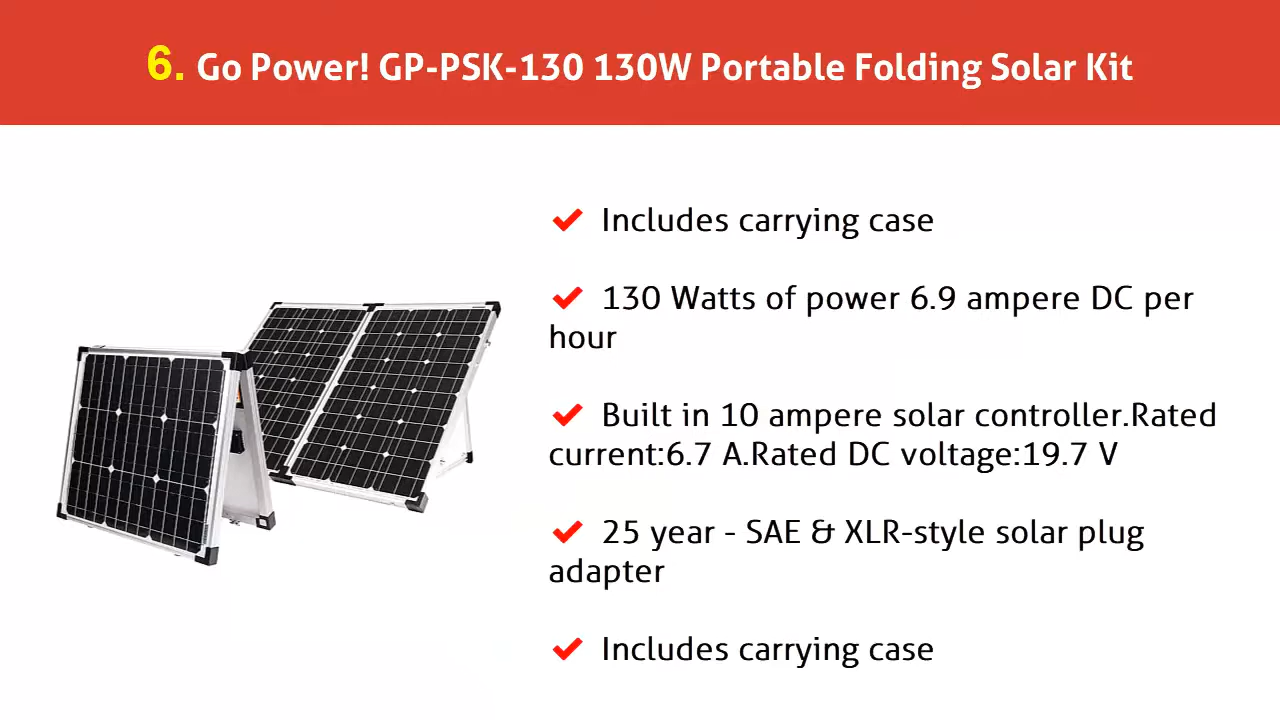 6. Go Power! GP-PSK-130 130W Portable Folding Solar Kit
Includes carrying case
130 Watts of power 6.9 ampere DC per
hour
Built in 10 ampere solar controller.Rated
current:6.7 A.Rated DC voltage:19.7 V
25 year - SAE & XLR-style solar plug
adapter
Includes carrying case